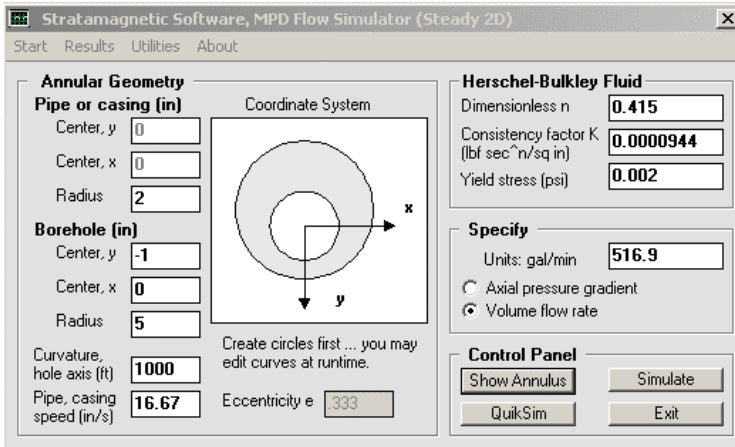 Stratamagnetic Software, MPD Flow Simulator (Steady 2D)
Start Results Utilities About
Annular Geometry
Pipe or casing (in)
Center, y 0
Center, x 0
Radius 2
Borehole (in)
Center, y -1
Center, x 0
Radius 5
Curvature,
hole axis (ft) 1000
Pipe, casing
speed (in/s) 16.67
Coordinate System
x
y
Create circles first ... you may
edit curves at runtime.
Eccentricity e .333
Herschel-Bulkley Fluid
Dimensionless n 0.415
Consistency factor K
(lbf sec^n/sq in) 0.0000944
Yield stress (psi) 0.002
Specify
Units: gal/min 516.9
Axial pressure gradient
Volume flow rate
Control Panel
Show Annulus Simulate
QuikSim Exit